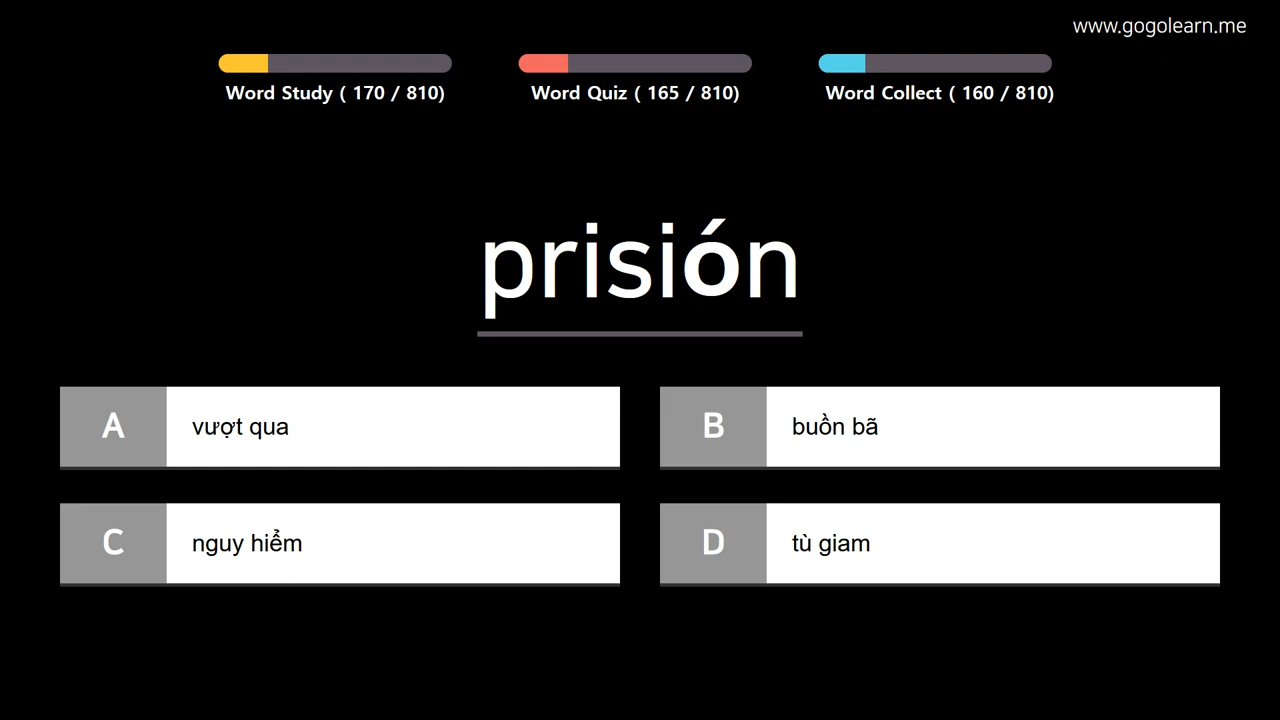 www.gogolearn.me
Word Study ( 170 / 810)
Word Quiz ( 165 / 810)
Word Collect ( 160 / 810)
prisión
A vượt qua
B buồn bã
C nguy hiểm
D tù giam